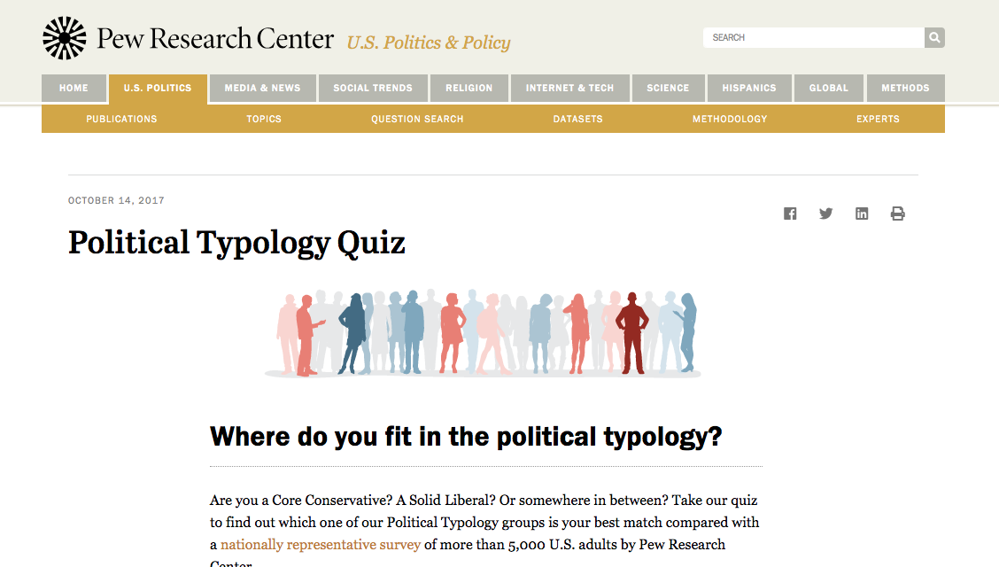 Pew Research Center U.S. Politics & Policy
SEARCH
HOME U.S. POLITICS MEDIA & NEWS SOCIAL TRENDS RELIGION INTERNET & TECH SCIENCE HISPANICS GLOBAL METHODS
PUBLICATIONS TOPICS QUESTION SEARCH DATASETS METHODOLOGY EXPERTS
OCTOBER 14, 2017
Political Typology Quiz
Where do you fit in the political typology?
Are you a Core Conservative? A Solid Liberal? Or somewhere in between? Take our quiz
to find out which one of our Political Typology groups is your best match compared with
a nationally representative survey of more than 5,000 U.S. adults by Pew Research
Center